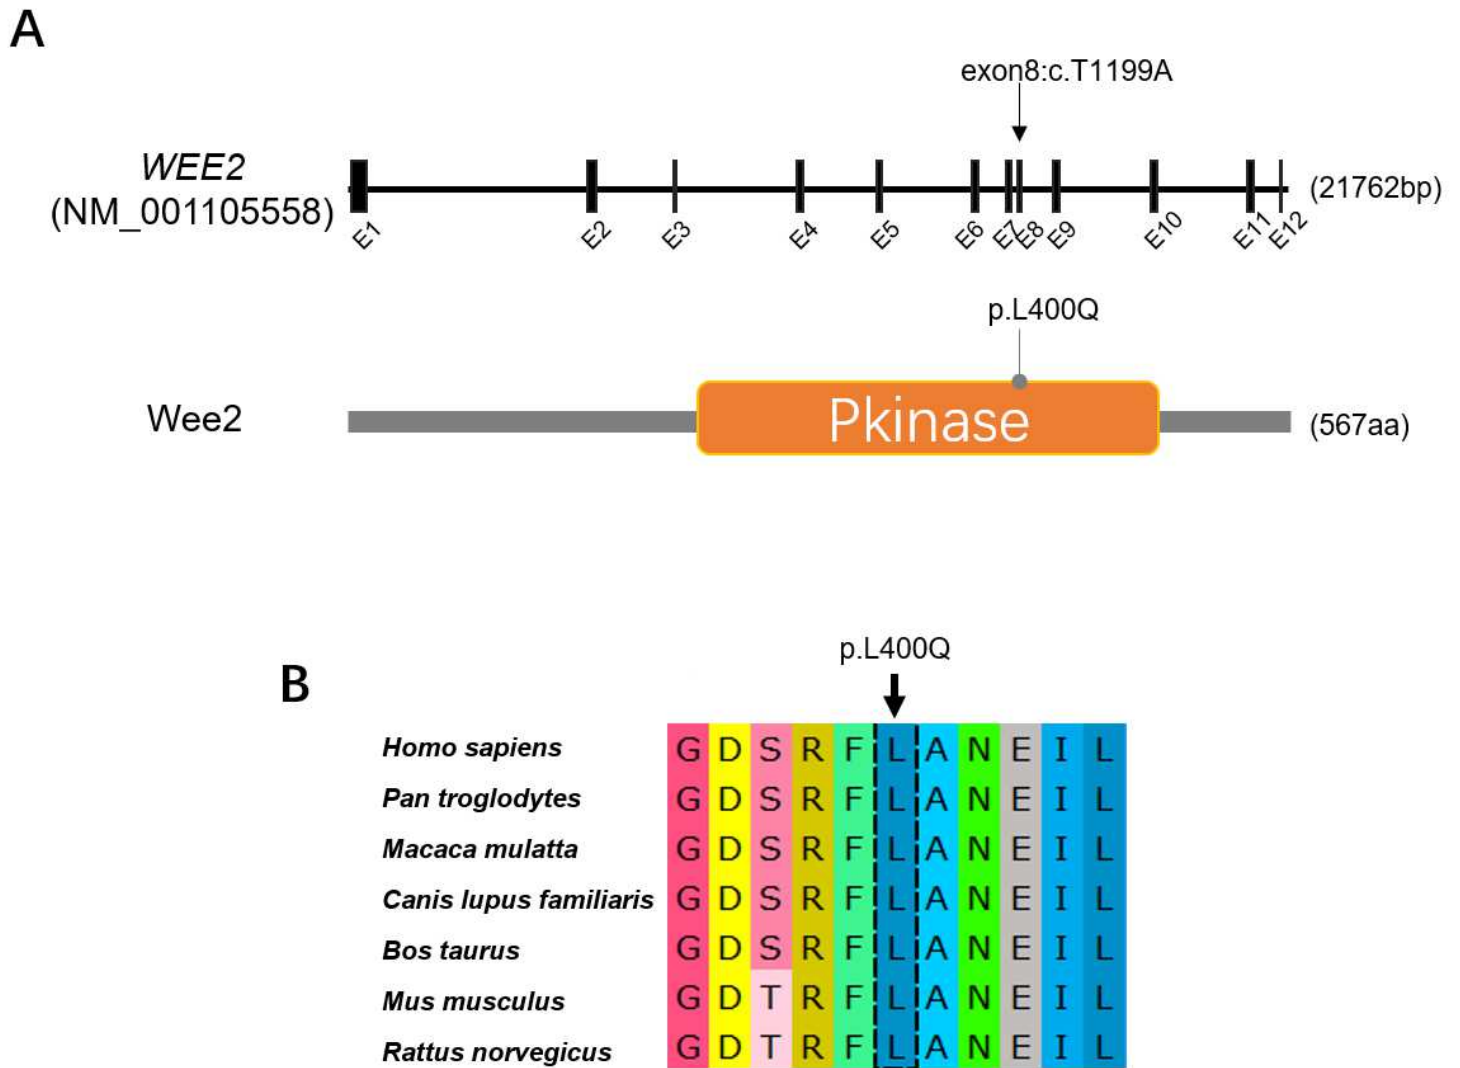 A
exon8:c.T1199A
WEE2
(NM_001105558)
(21762bp)
E1 E2 E3 E4 E5 E6 E7 E8 E9 E10 E11 E12
p.L400Q
Wee2
Pkinase
(567aa)
p.L400Q
B
Homo sapiens G D S R F L A N E I L
Pan troglodytes G D S R F L A N E I L
Macaca mulatta G D S R F L A N E I L
Canis lupus familiaris G D S R F L A N E I L
Bos taurus G D S R F L A N E I L
Mus musculus G D T R F L A N E I L
Rattus norvegicus G D T R F L A N E I L